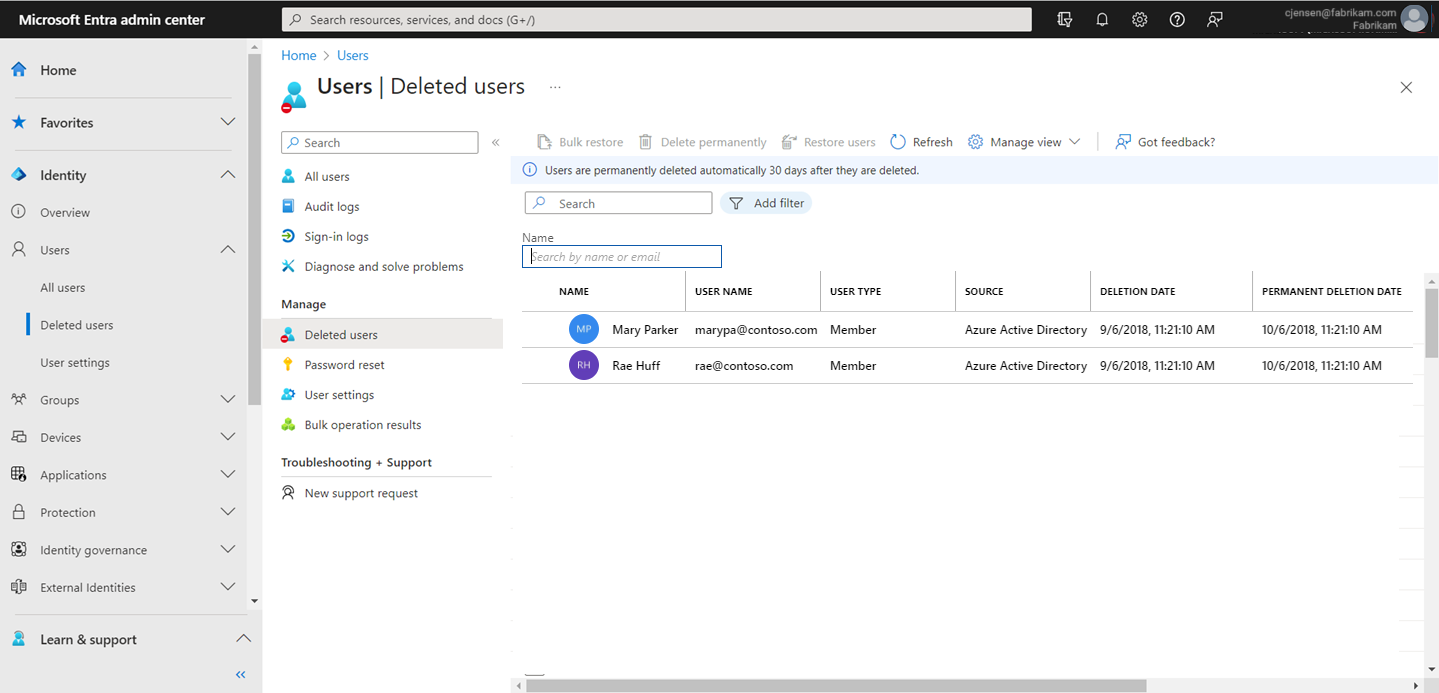 Microsoft Entra admin center
Search resources, services, and docs (G+/)
cjensen@fabrikam.com
Fabrikam
Home
Favorites
Identity
Overview
Users
All users
Deleted users
User settings
Groups
Devices
Applications
Protection
Identity governance
External Identities
Learn & support
Home > Users
Users | Deleted users ...
Search
All users
Audit logs
Sign-in logs
Diagnose and solve problems
Manage
Deleted users
Password reset
User settings
Bulk operation results
Troubleshooting + Support
New support request
Bulk restore Delete permanently Restore users Refresh Manage view Got feedback?
Users are permanently deleted automatically 30 days after they are deleted.
Search Add filter
Name
Search by name or email
NAME USER NAME USER TYPE SOURCE DELETION DATE PERMANENT DELETION DATE
MP Mary Parker marypa@contoso.com Member Azure Active Directory 9/6/2018, 11:21:10 AM 10/6/2018, 11:21:10 AM
RH Rae Huff rae@contoso.com Member Azure Active Directory 9/6/2018, 11:21:10 AM 10/6/2018, 11:21:10 AM